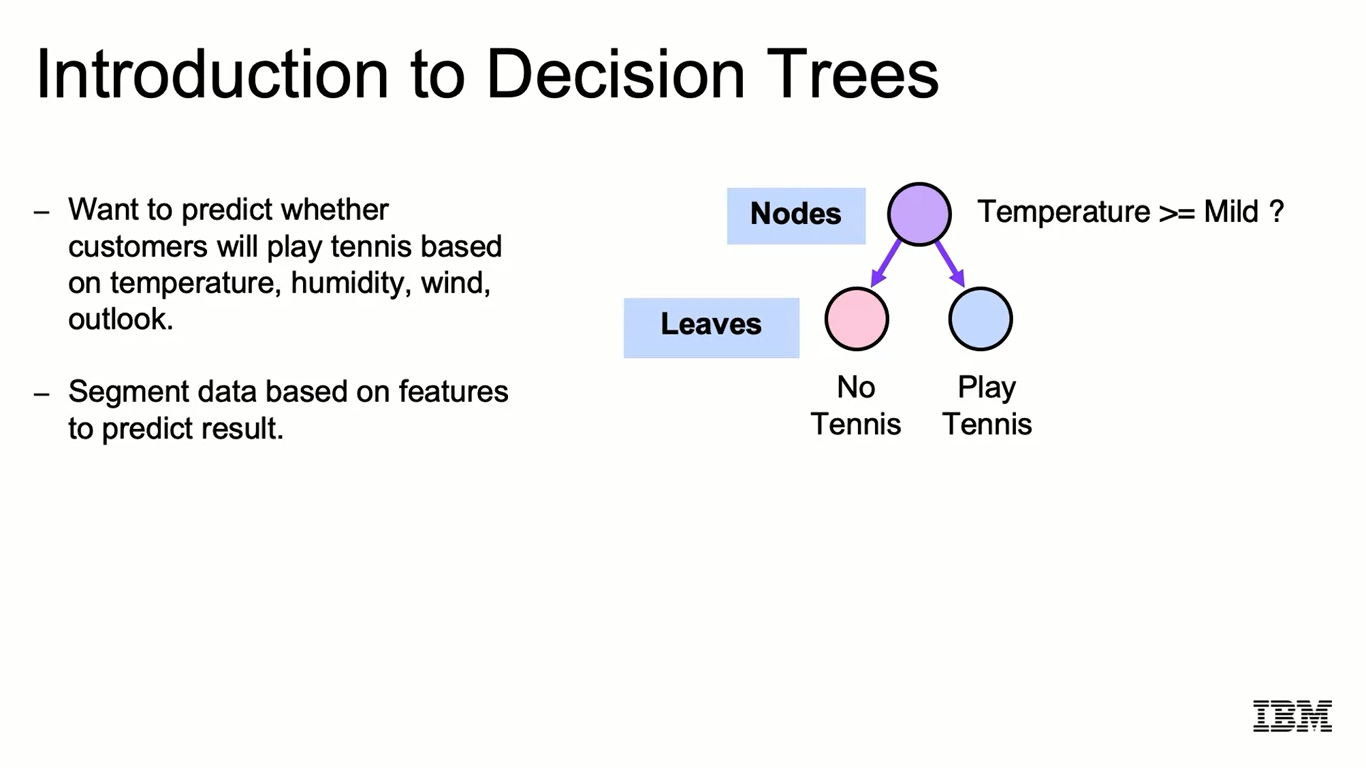 Introduction to Decision Trees
– Want to predict whether
customers will play tennis based
on temperature, humidity, wind,
outlook.
– Segment data based on features
to predict result.
Nodes
Temperature >= Mild ?
Leaves
No
Tennis
Play
Tennis
IBM